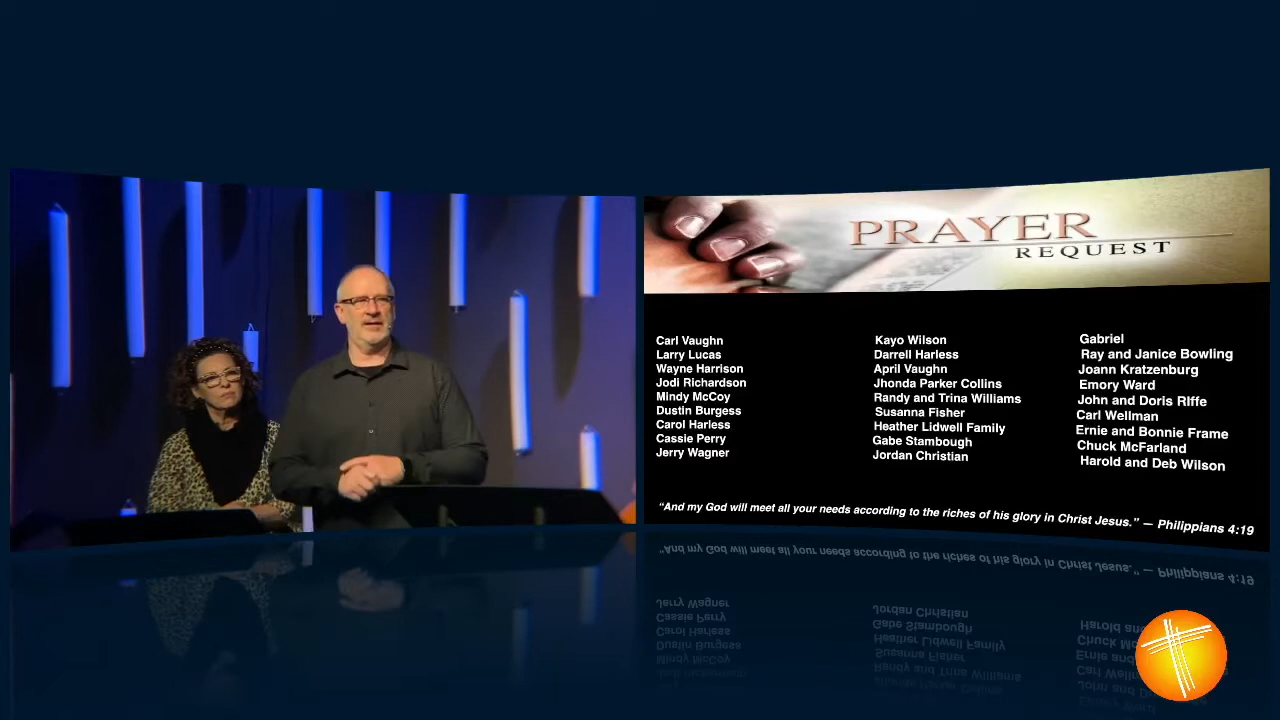 PRAYER
REQUEST
Carl Vaughn
Larry Lucas
Wayne Harrison
Jodi Richardson
Mindy McCoy
Dustin Burgess
Carol Harless
Cassie Perry
Jerry Wagner
Kayo Wilson
Darrell Harless
April Vaughn
Jhonda Parker Collins
Randy and Trina Williams
Susanna Fisher
Heather Lidwell Family
Gabe Stambough
Jordan Christian
Gabriel
Ray and Janice Bowling
Joann Kratzenburg
Emory Ward
John and Doris RIffe
Carl Wellman
Ernie and Bonnie Frame
Chuck McFarland
Harold and Deb Wilson
“And my God will meet all your needs according to the riches of his glory in Christ Jesus.” — Philippians 4:19